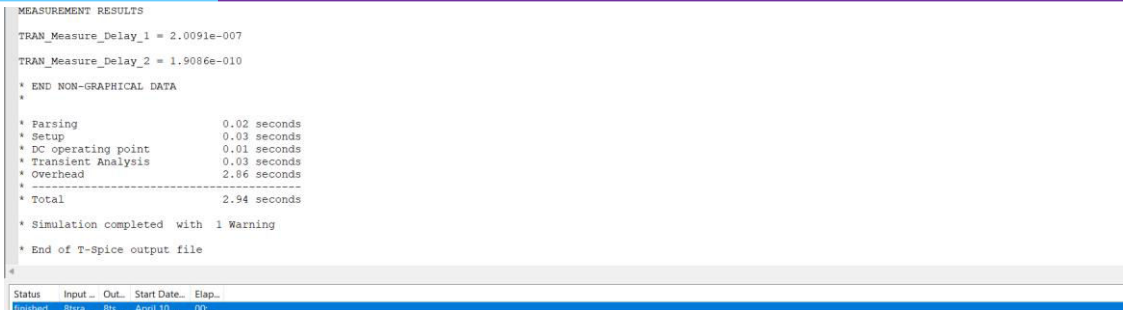 MEASUREMENT RESULTS
TRAN_Measure_Delay_1 = 2.0091e-007
TRAN_Measure_Delay_2 = 1.9086e-010
* END NON-GRAPHICAL DATA
*
* Parsing 0.02 seconds
* Setup 0.03 seconds
* DC operating point 0.01 seconds
* Transient Analysis 0.03 seconds
* Overhead 2.86 seconds
* -----------------------------------------
* Total 2.94 seconds
* Simulation completed with 1 Warning
* End of T-Spice output file
Status Input ... Out... Start Date... Elap...
finished 8tsra 8ts April 10 00: